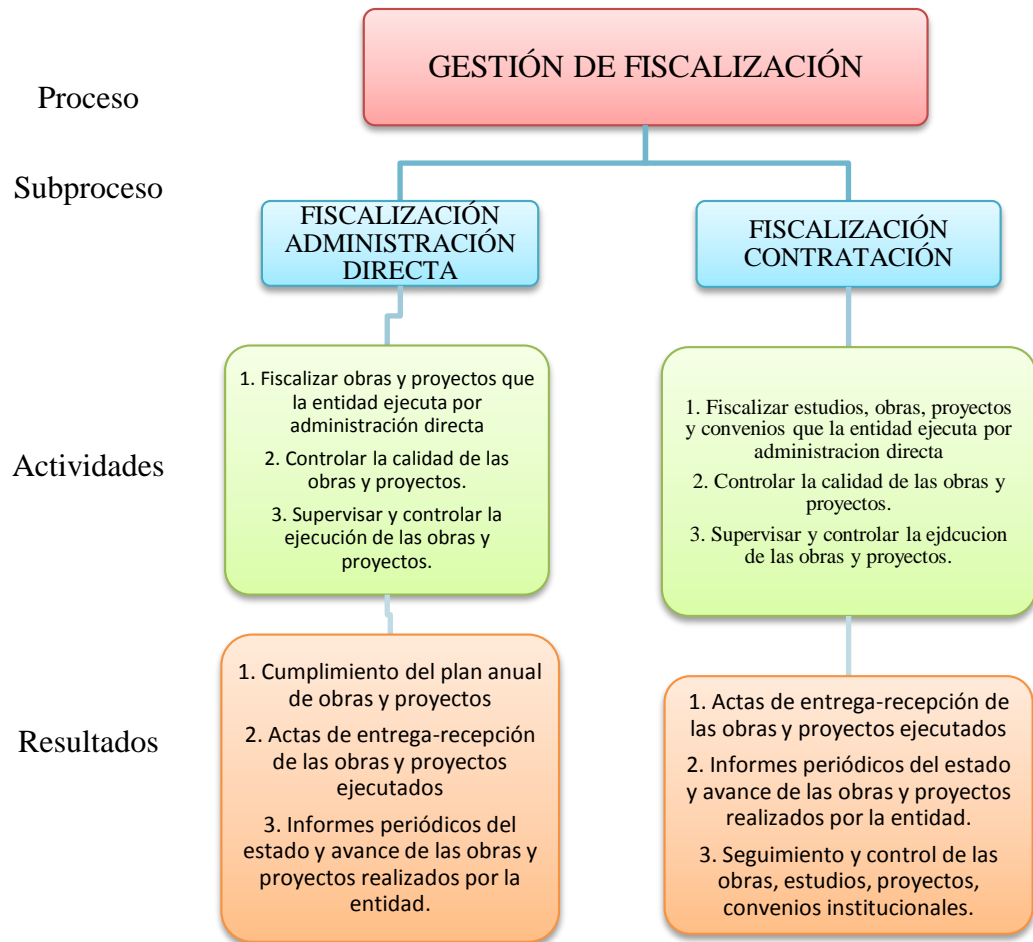 GESTIÓN DE FISCALIZACIÓN
Proceso
Subproceso
FISCALIZACIÓN
ADMINISTRACIÓN
DIRECTA
FISCALIZACIÓN
CONTRATACIÓN
Actividades
1. Fiscalizar obras y proyectos que
la entidad ejecuta por
administración directa
2. Controlar la calidad de las
obras y proyectos.
3. Supervisar y controlar la
ejecución de las obras y
proyectos.
1. Fiscalizar estudios, obras, proyectos
y convenios que la entidad ejecuta por
administracion directa
2. Controlar la calidad de las obras y
proyectos.
3. Supervisar y controlar la ejdcucion
de las obras y proyectos.
Resultados
1. Cumplimiento del plan anual
de obras y proyectos
2. Actas de entrega-recepción
de las obras y proyectos
ejecutados
3. Informes periódicos del
estado y avance de las obras y
proyectos realizados por la
entidad.
1. Actas de entrega-recepción de
las obras y proyectos ejecutados
2. Informes periódicos del estado
y avance de las obras y proyectos
realizados por la entidad.
3. Seguimiento y control de las
obras, estudios, proyectos,
convenios institucionales.